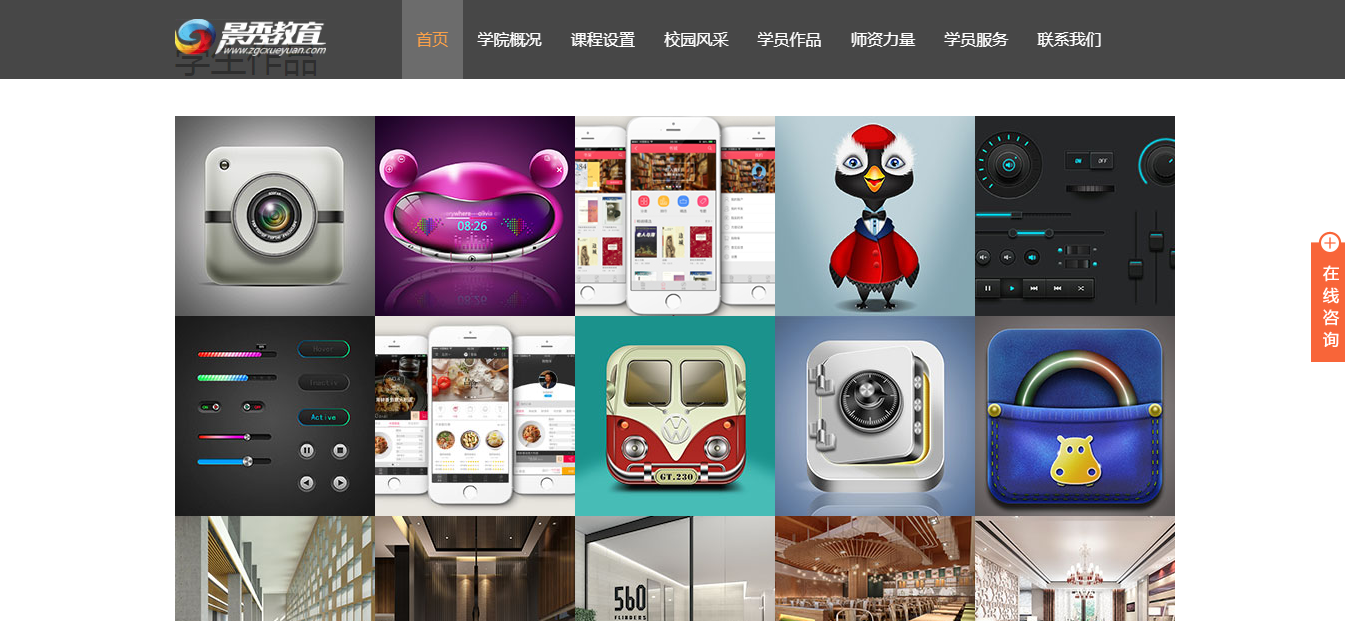 景秀教育
www.zgcxueyuan.com
学生作品
首页 学院概况 课程设置 校园风采 学员作品 师资力量 学员服务 联系我们
08:26
ON OFF
Hover
Inactie
Active
GT.230
560
FLINDERS
在线咨询